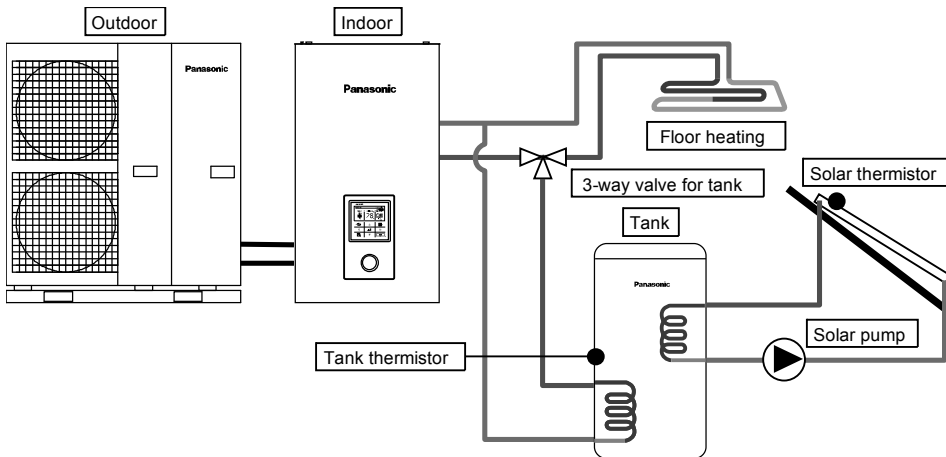 Outdoor
Indoor
Panasonic
Panasonic
Floor heating
Solar thermistor
3-way valve for tank
Tank
Panasonic
Solar pump
Tank thermistor